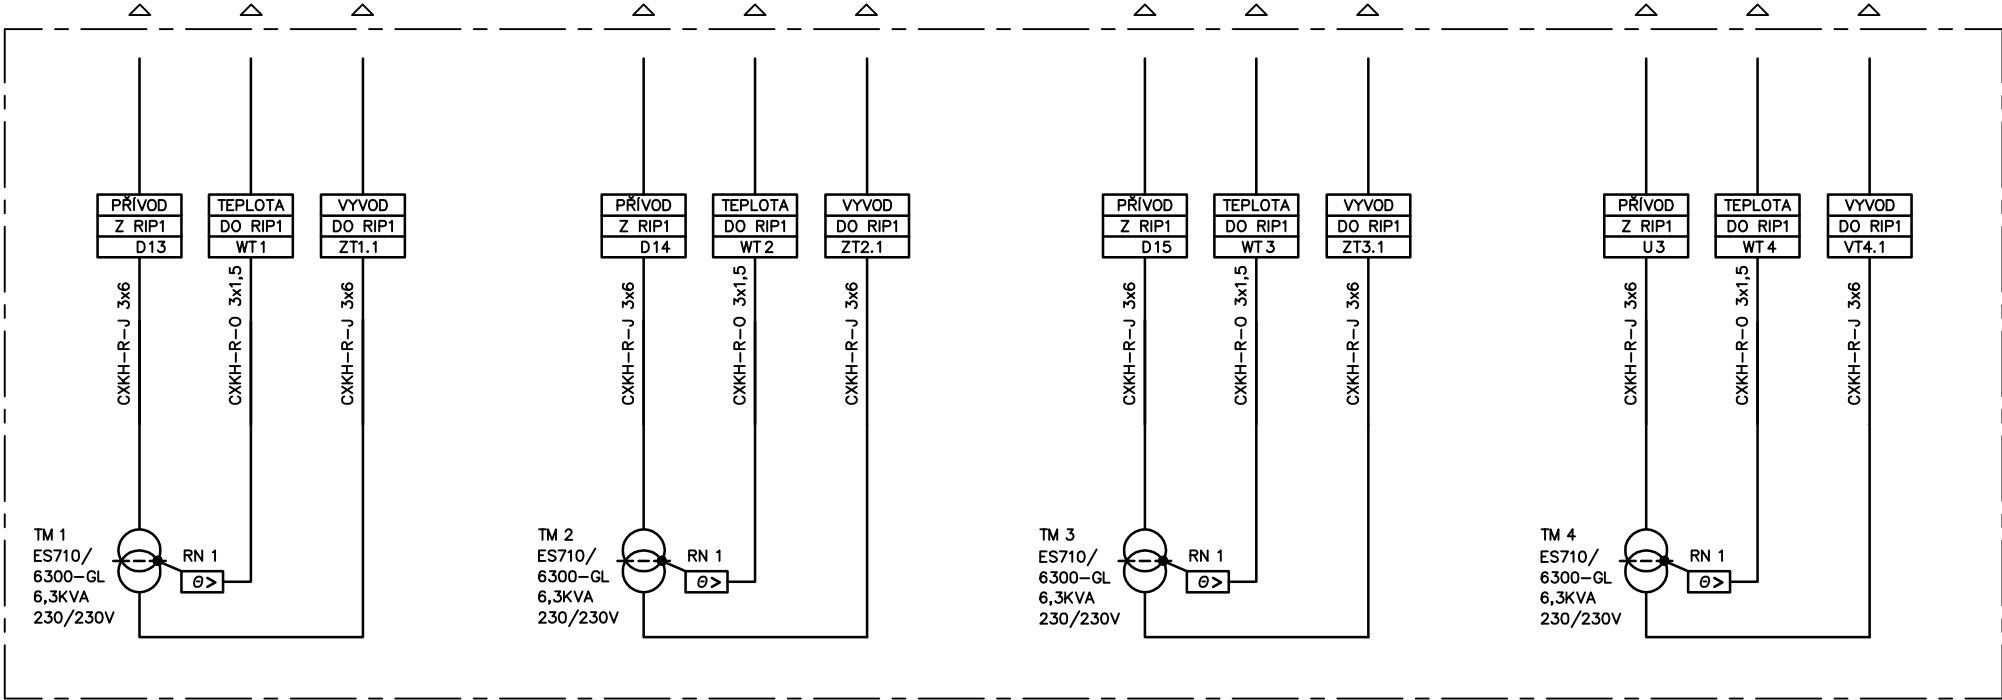 PŘÍVOD
Z RIP1
D13
TEPLOTA
DO RIP1
WT1
VYVOD
DO RIP1
ZT1.1
CXKH-R-J 3x6
CXKH-R-O 3x1,5
CXKH-R-J 3x6
TM 1
ES710/
6300-GL
6,3KVA
230/230V
RN 1
Θ>
PŘÍVOD
Z RIP1
D14
TEPLOTA
DO RIP1
WT2
VYVOD
DO RIP1
ZT2.1
CXKH-R-J 3x6
CXKH-R-O 3x1,5
CXKH-R-J 3x6
TM 2
ES710/
6300-GL
6,3KVA
230/230V
RN 1
Θ>
PŘÍVOD
Z RIP1
D15
TEPLOTA
DO RIP1
WT3
VYVOD
DO RIP1
ZT3.1
CXKH-R-J 3x6
CXKH-R-O 3x1,5
CXKH-R-J 3x6
TM 3
ES710/
6300-GL
6,3KVA
230/230V
RN 1
Θ>
PŘÍVOD
Z RIP1
U3
TEPLOTA
DO RIP1
WT4
VYVOD
DO RIP1
VT4.1
CXKH-R-J 3x6
CXKH-R-O 3x1,5
CXKH-R-J 3x6
TM 4
ES710/
6300-GL
6,3KVA
230/230V
RN 1
Θ>